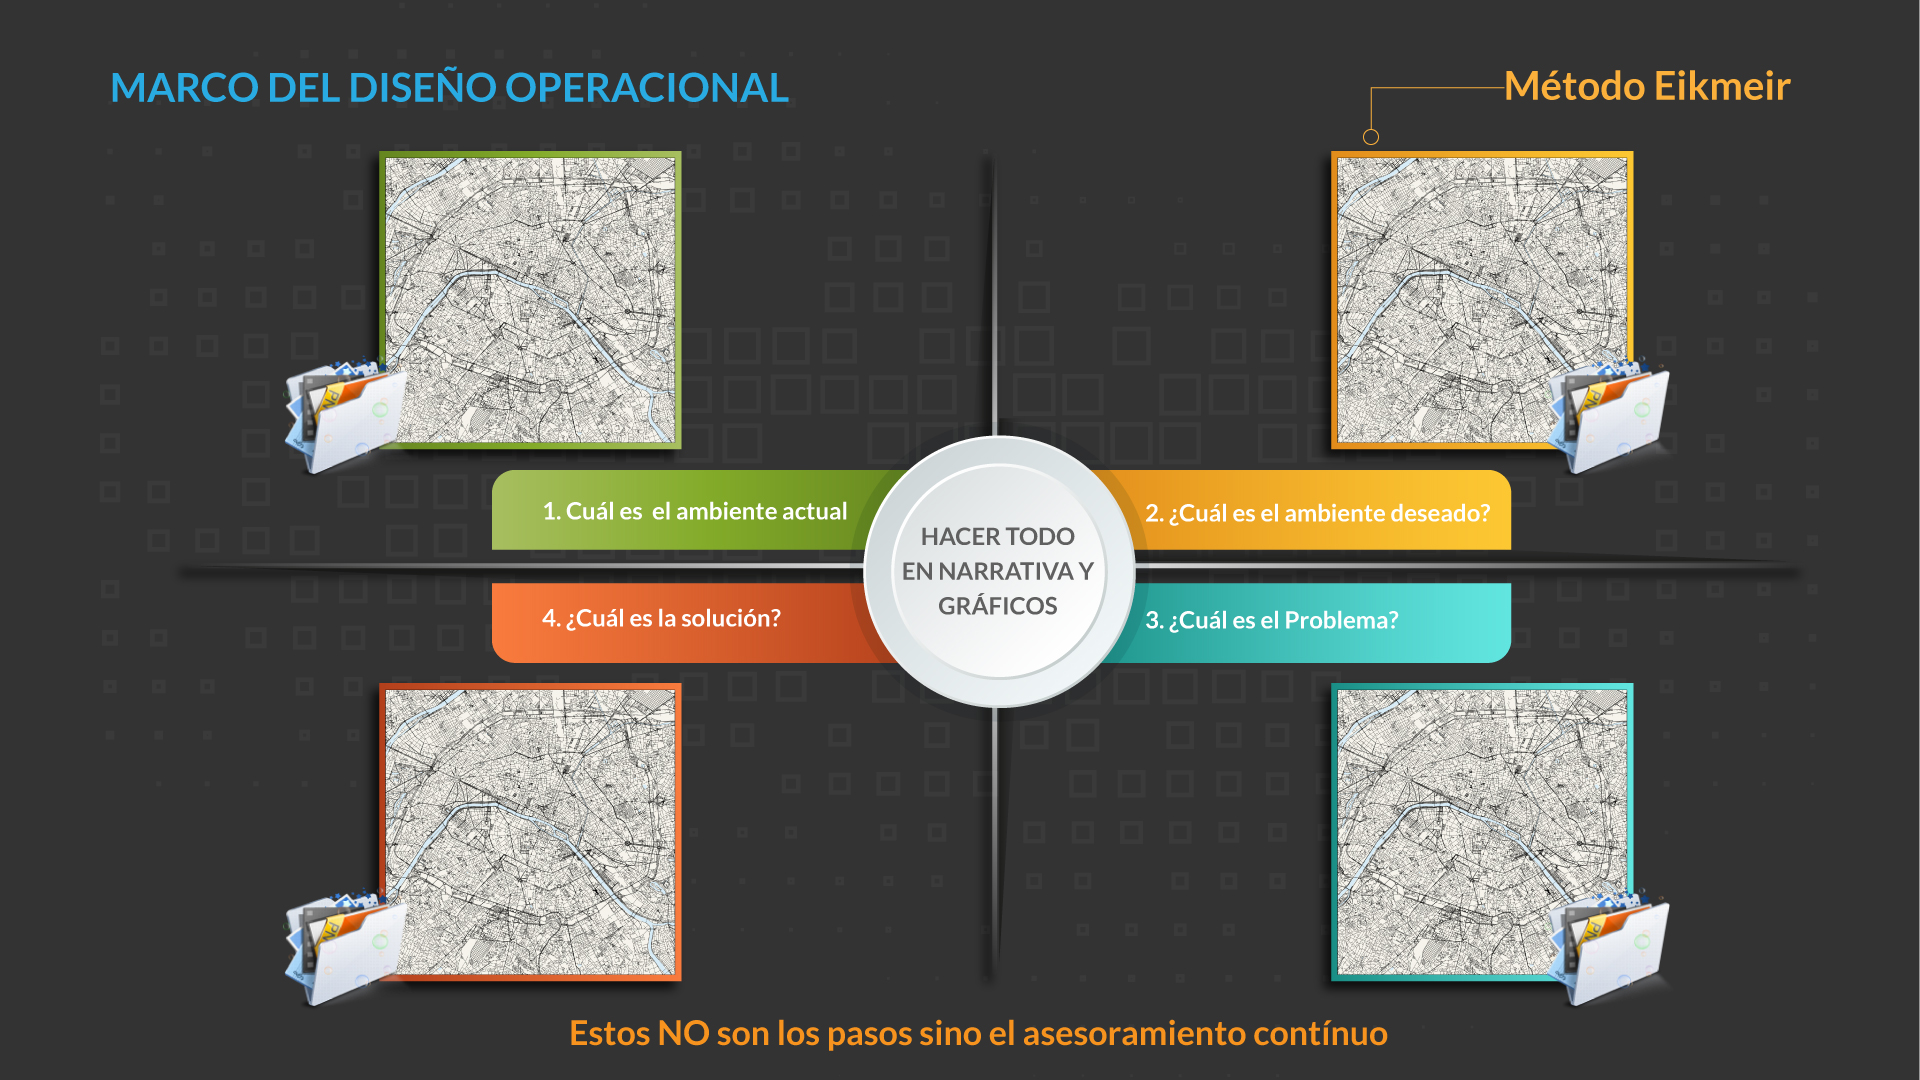 MARCO DEL DISEÑO OPERACIONAL
Método Eikmeir
1. Cuál es  el ambiente actual
2. ¿Cuál es el ambiente deseado?
HACER TODO
EN NARRATIVA Y
GRÁFICOS
4. ¿Cuál es la solución?
3. ¿Cuál es el Problema?
Estos NO son los pasos sino el asesoramiento contínuo